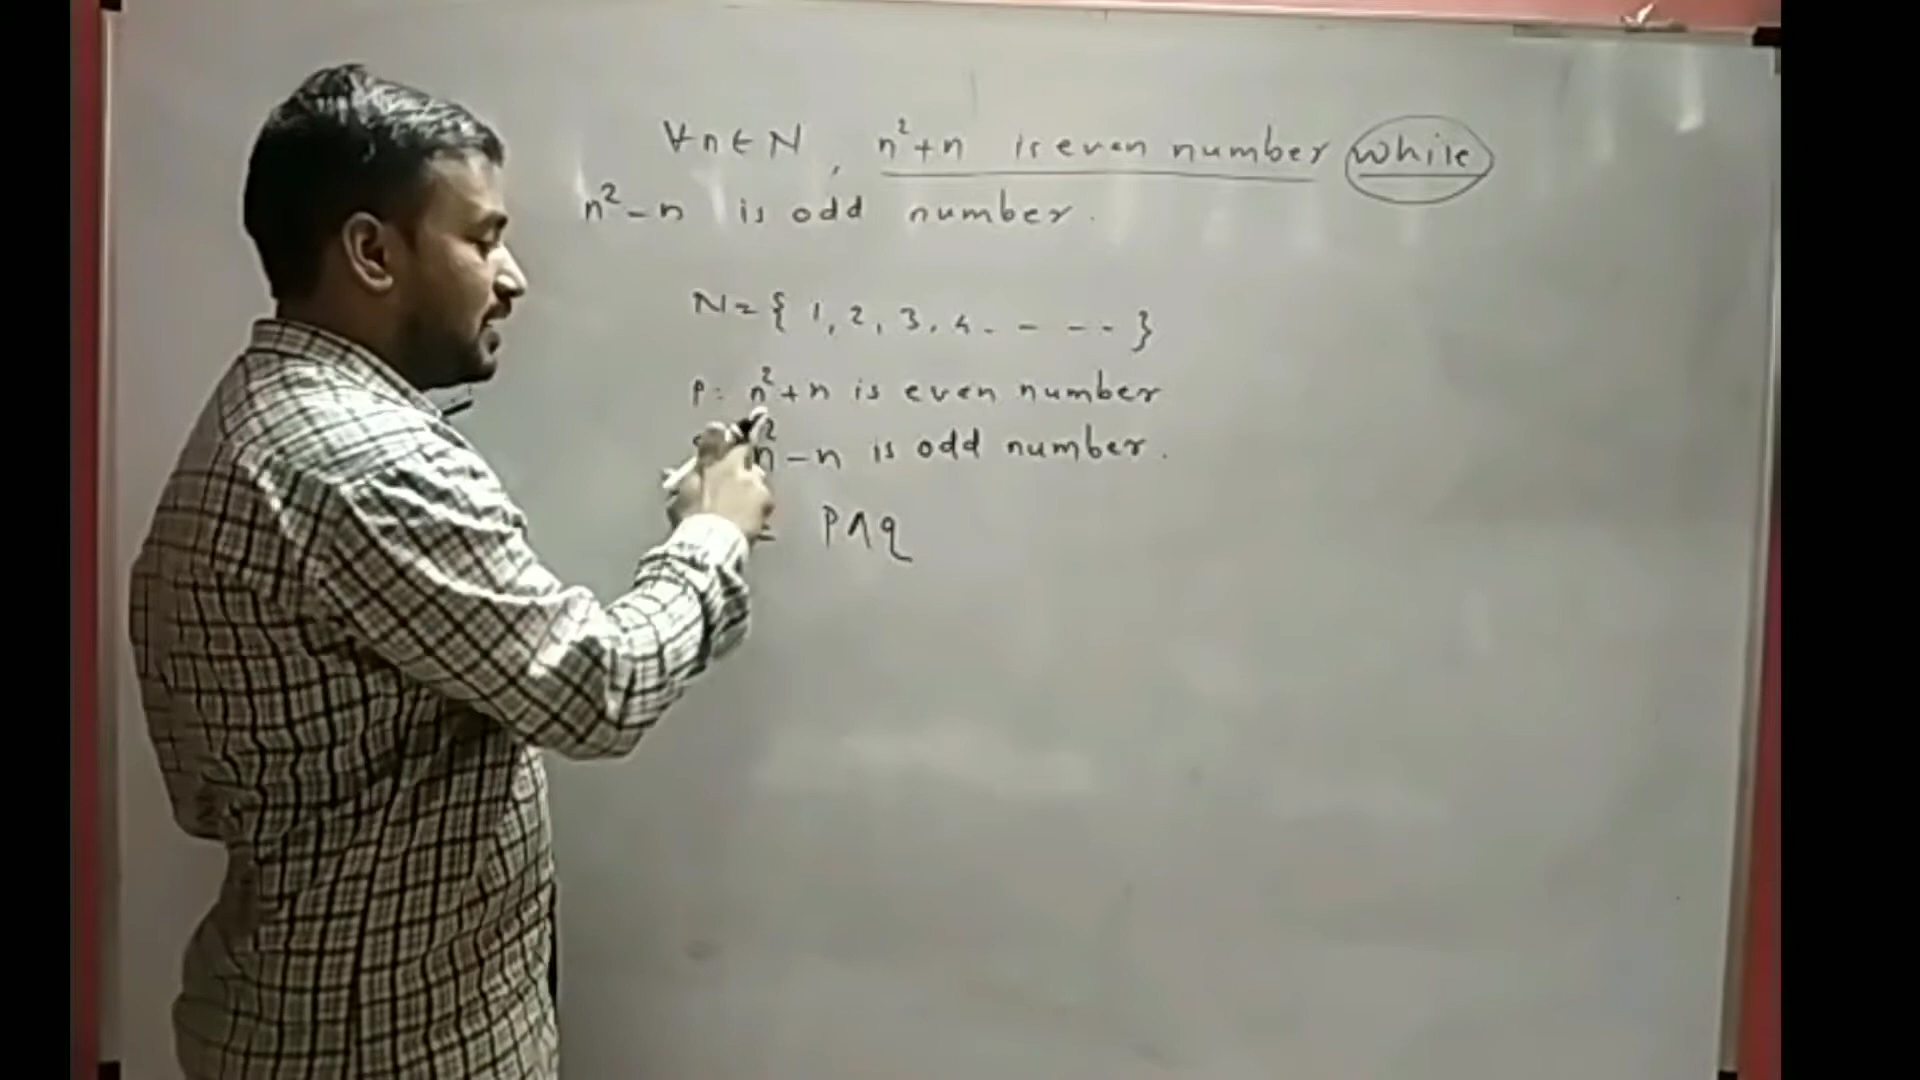 ∀n∈N, n²+n is even number while
n²-n is odd number.
N={1,2,3,4.- --}
P: n²+n is even number
n²-n is odd number.
P∧q